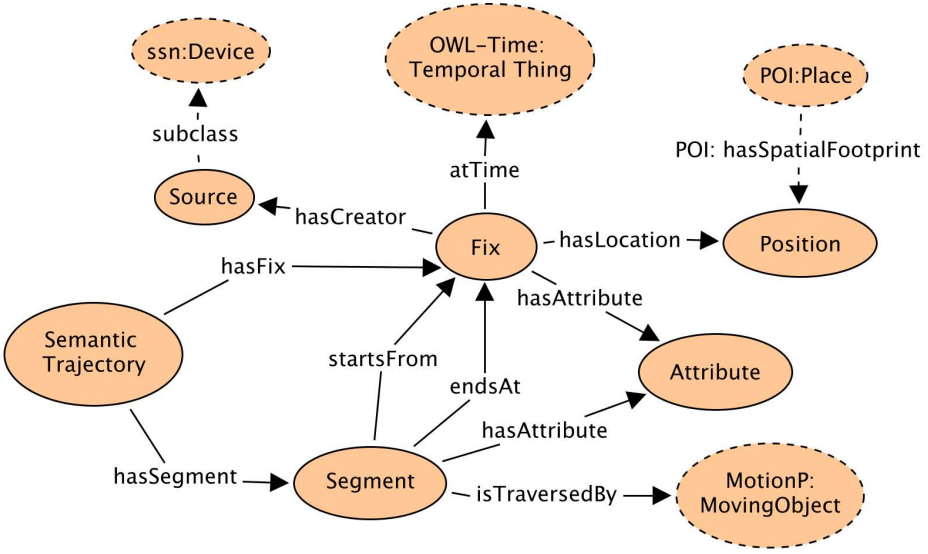 ssn:Device
OWL-Time:
Temporal Thing
POI:Place
subclass
POI: hasSpatialFootprint
atTime
Source
hasCreator
Fix
hasLocation
Position
hasFix
hasAttribute
Semantic
Trajectory
startsFrom
endsAt
Attribute
hasAttribute
hasSegment
Segment
isTraversedBy
MotionP:
MovingObject